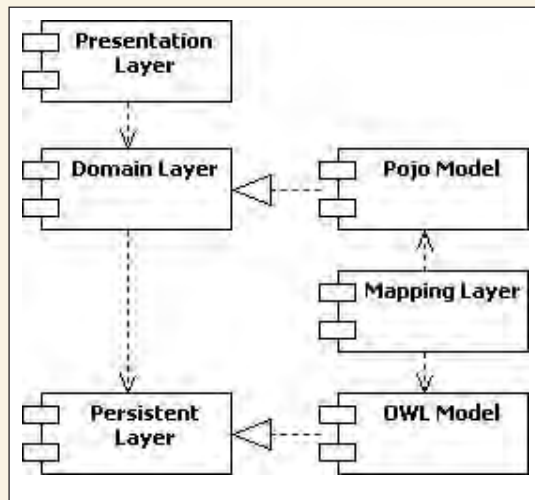 Presentation
Layer
Domain Layer
Pojo Model
Mapping Layer
Persistent
Layer
OWL Model